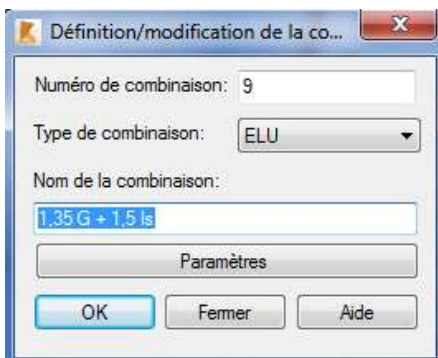 Définition/modification de la co...
Numéro de combinaison: 9
Type de combinaison: ELU
Nom de la combinaison:
1,35 G + 1,5 ls
Paramètres
OK Fermer Aide